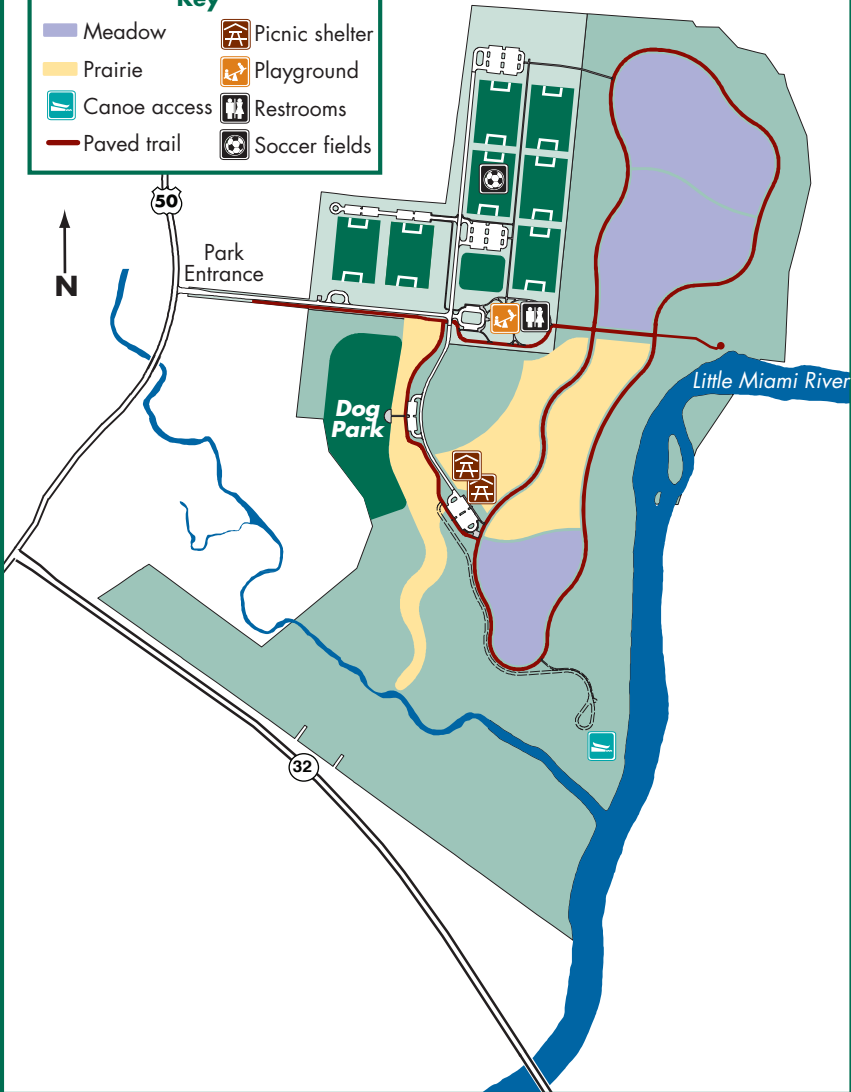 Key
Meadow
Picnic shelter
Prairie
Playground
Canoe access
Restrooms
Paved trail
Soccer fields
50
Park
Entrance
N
Little Miami River
Dog
Park
32